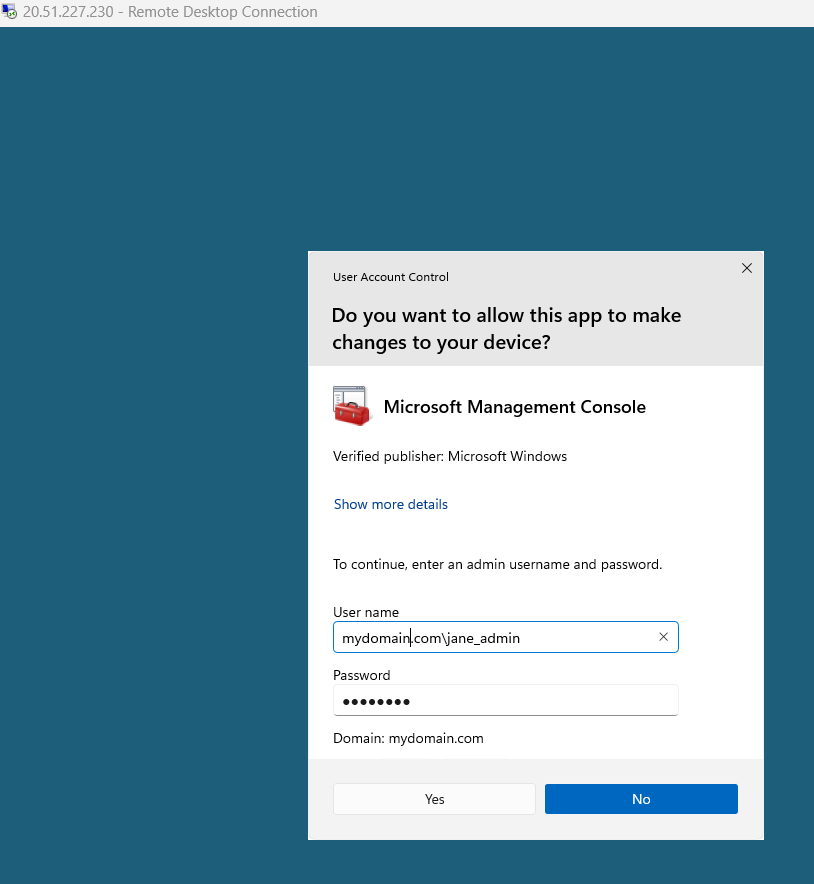 20.51.227.230 - Remote Desktop Connection
User Account Control
Do you want to allow this app to make
changes to your device?
Microsoft Management Console
Verified publisher: Microsoft Windows
Show more details
To continue, enter an admin username and password.
User name
mydomain.com\jane_admin
Password
●●●●●●●●
Domain: mydomain.com
Yes
No